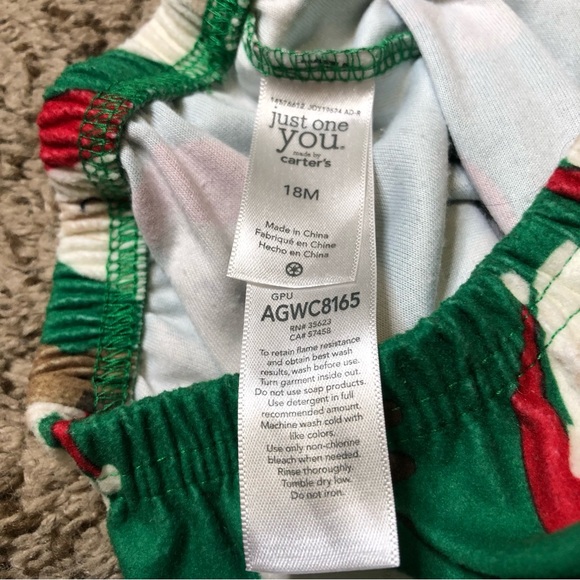 just one
you.
made by
carter's
18M
Made in China
Fabriqué en Chine
Hecho en China
GPU
AGWC8165
RN# 35623
CA# 57458
To retain flame resistance
and obtain best wash
results, wash before use.
Turn garment inside out.
Do not use soap products.
Use detergent in full
recommended amount.
Machine wash cold with
like colors.
Use only non-chlorine
bleach when needed.
Rinse thoroughly.
Tumble dry low.
Do not iron.